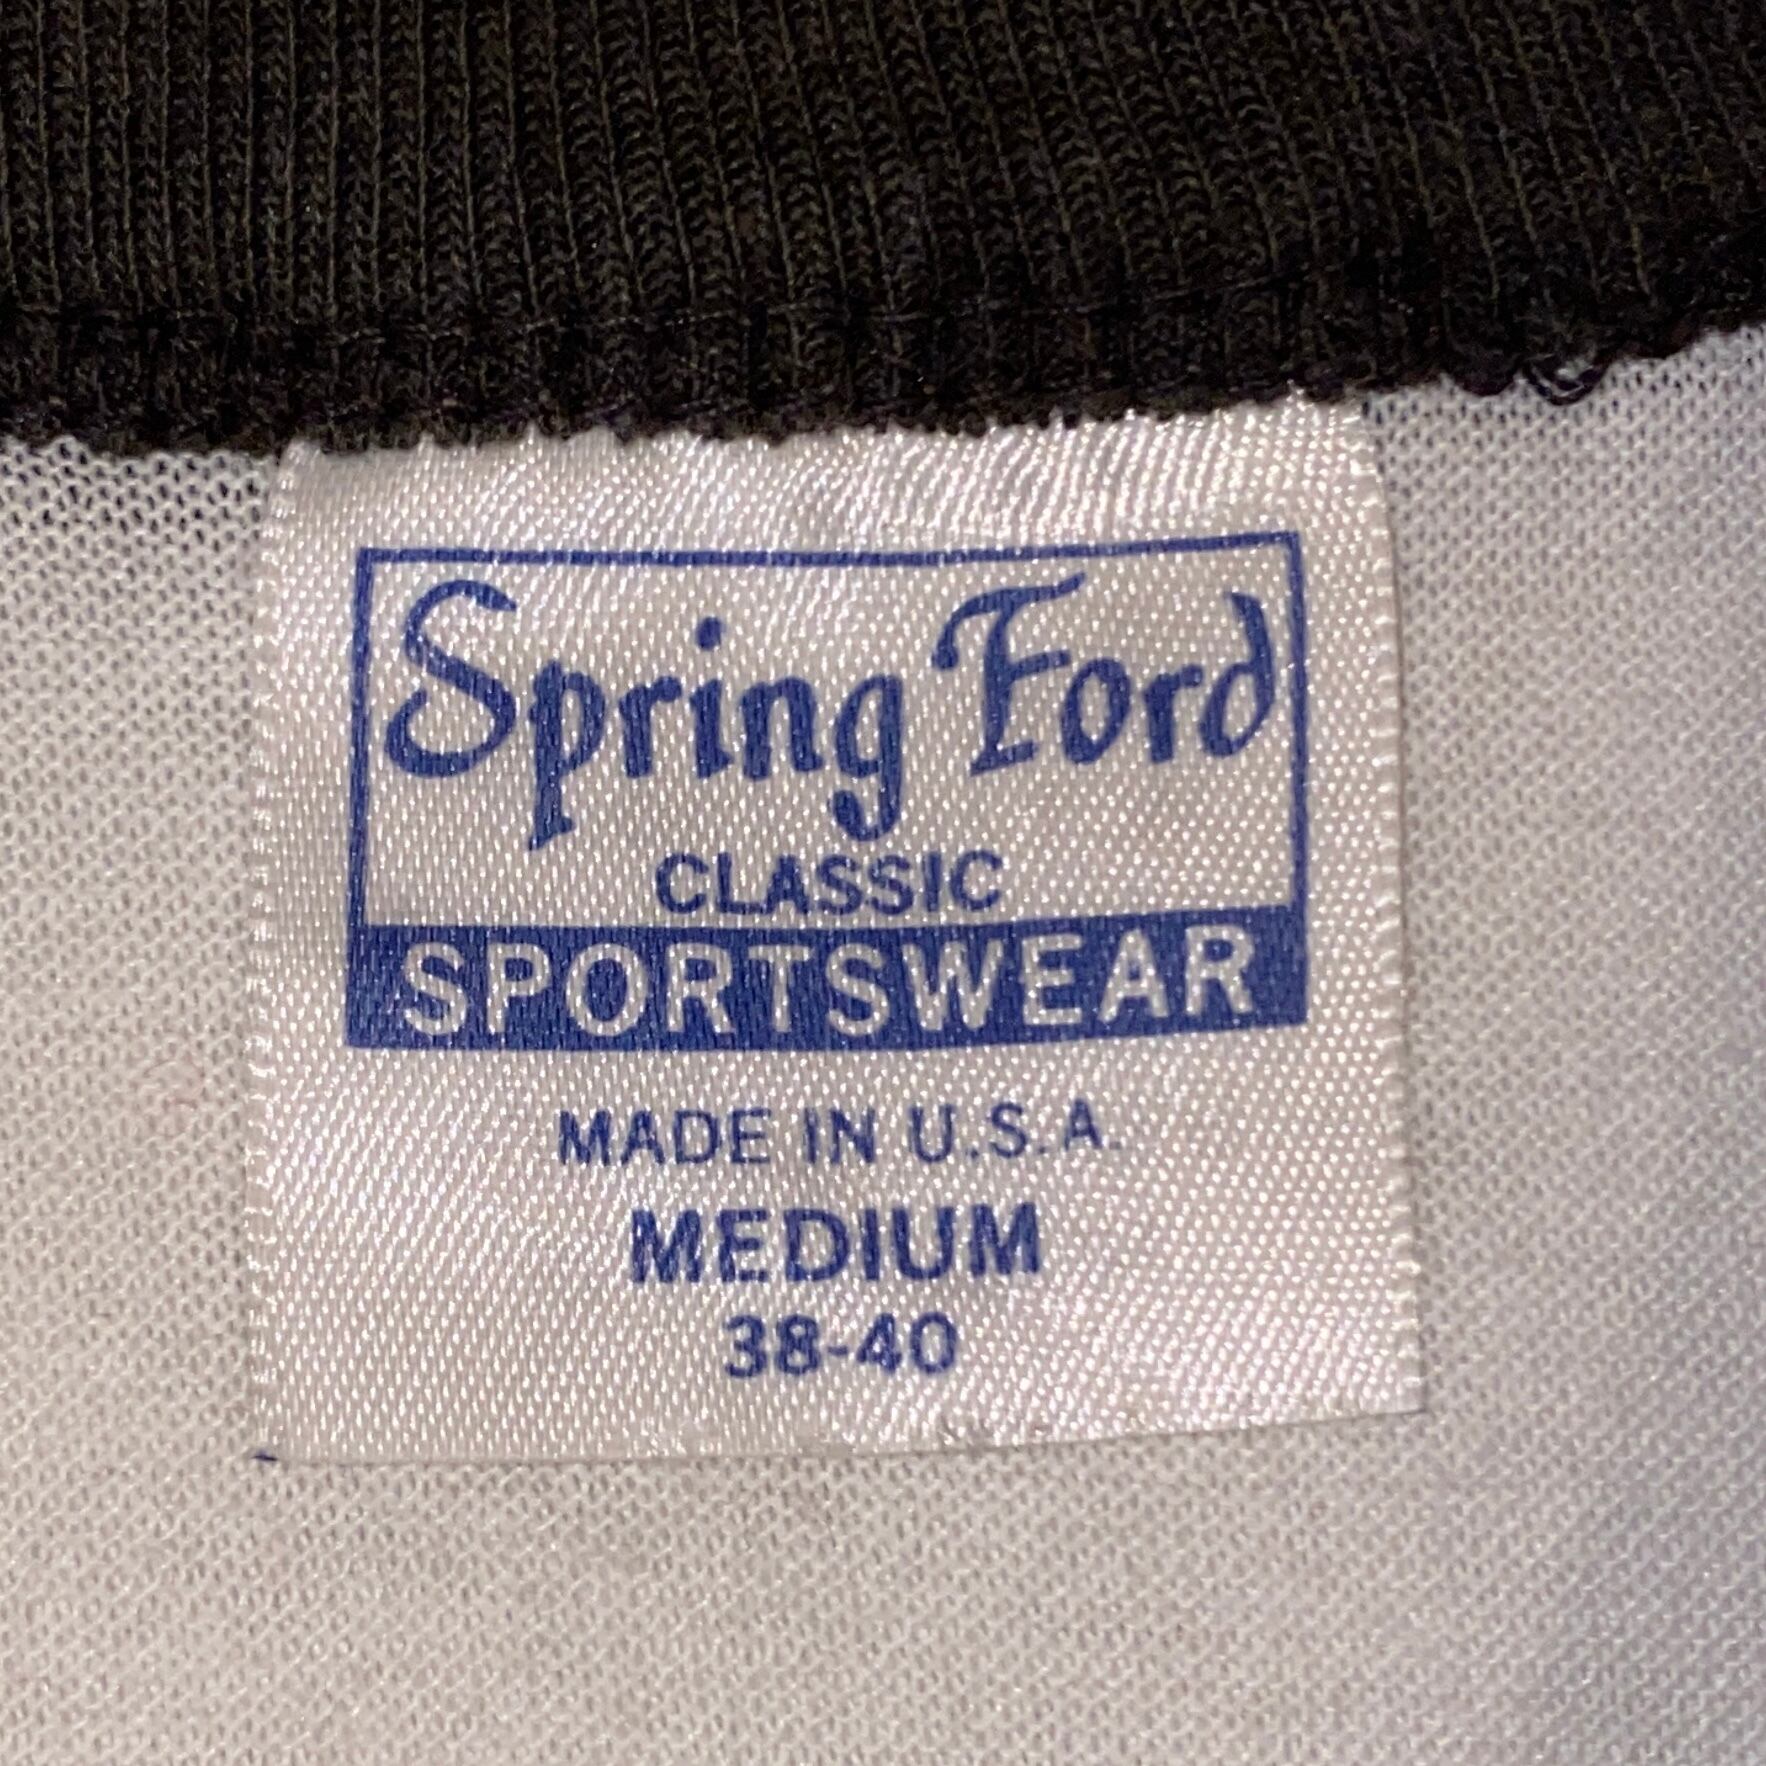 Spring Ford
CLASSIC
SPORTSWEAR
MADE IN U.S.A.
MEDIUM
38-40